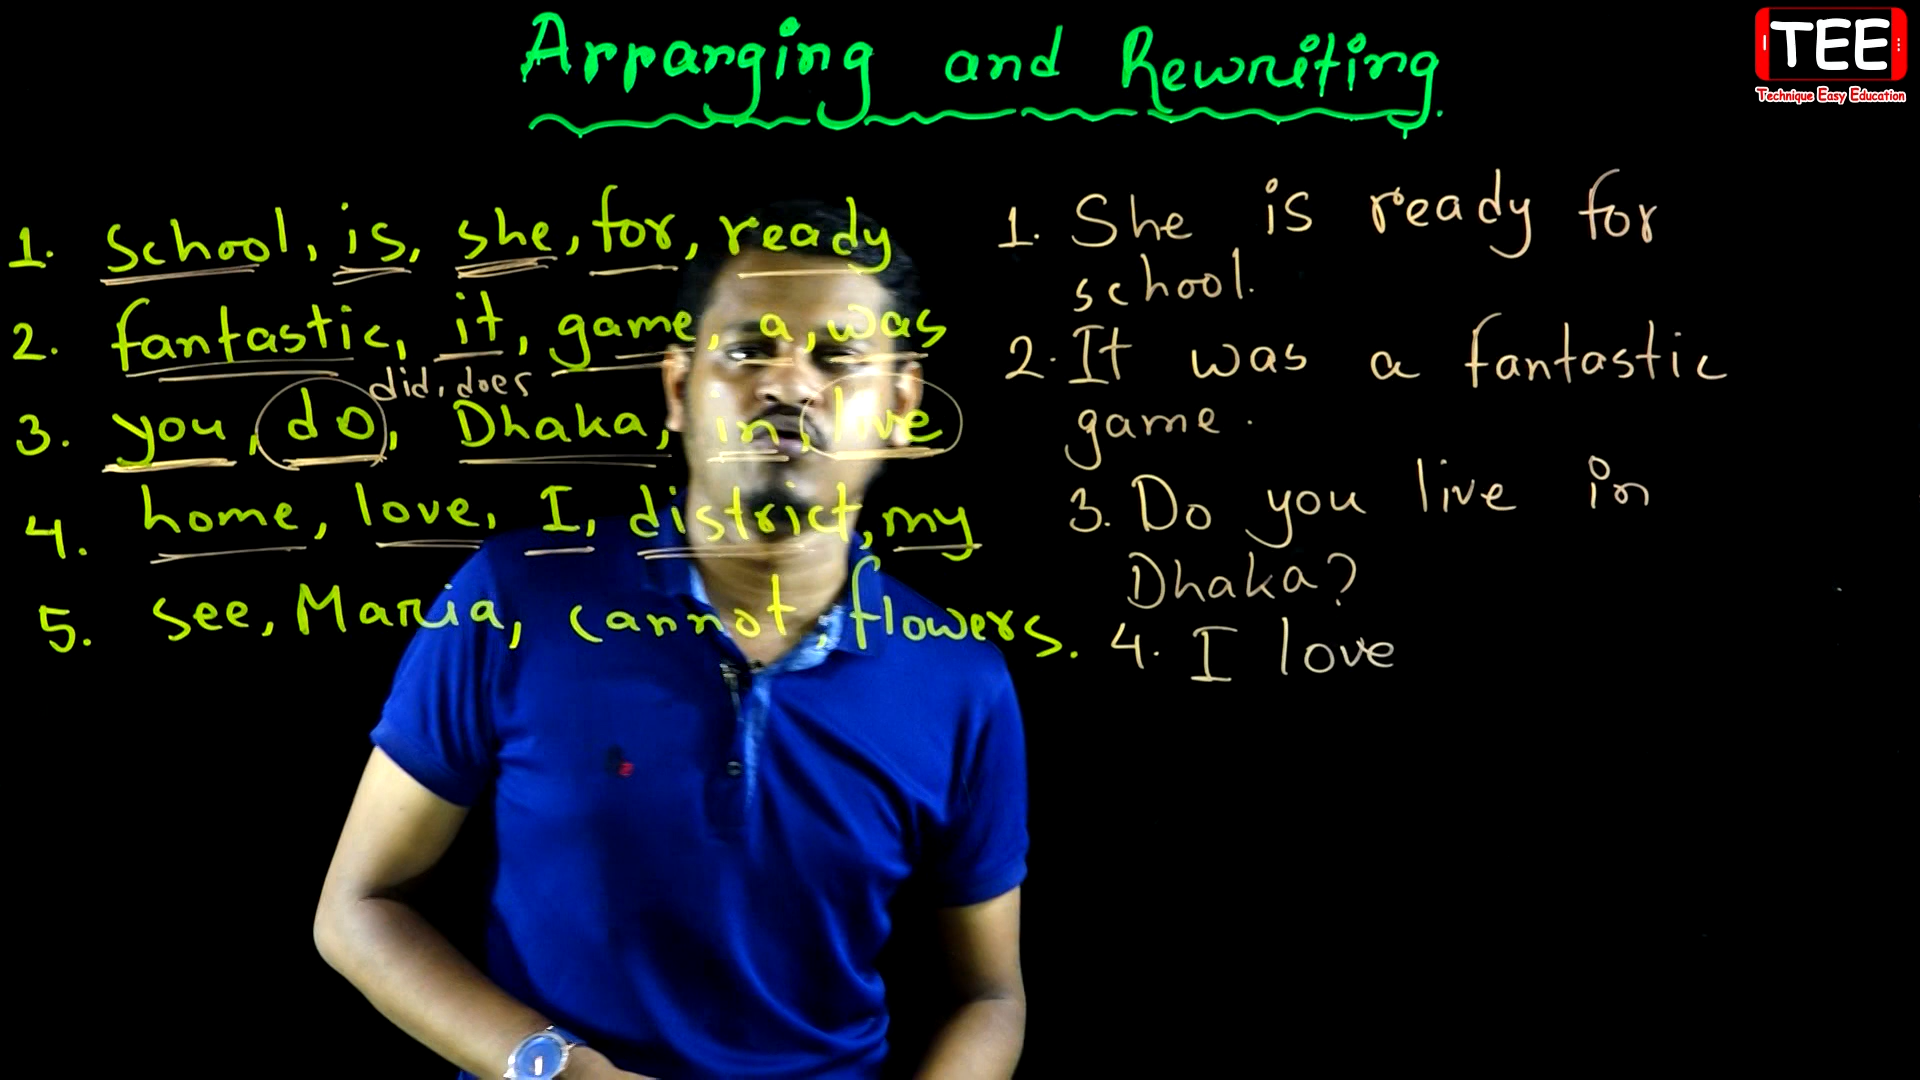 Arranging and Rewriting.
TEE
Technique Easy Education
1. School, is, she, for, ready
2. fantastic, it, game, a, was
did, does
3. you, do, Dhaka, in, live
4. home, love, I, district, my
5. see, Maria, cannot, flowers.
1. She is ready for
school.
2. It was a fantastic
game.
3. Do you live in
Dhaka?
4. I love